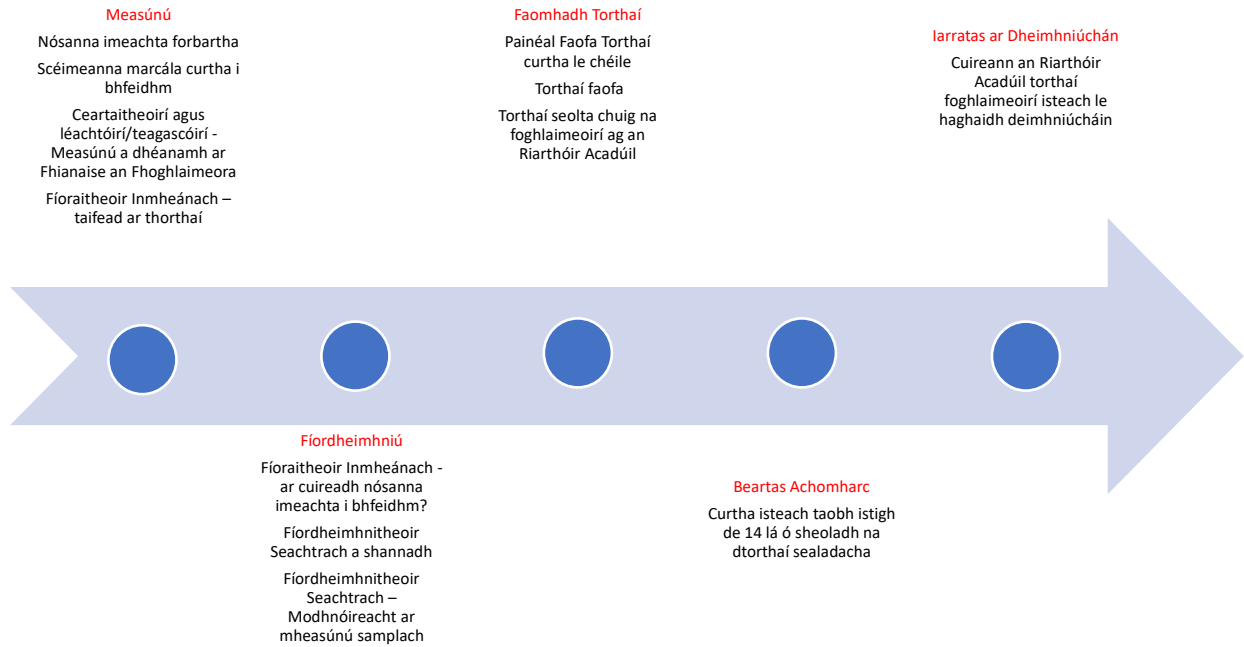 Measúnú
Nósanna imeachta forbartha
Scéimeanna marcála curtha i
bhfeidhm
Ceartaitheoirí agus
léachtóirí/teagascóirí -
Measúnú a dhéanamh ar
Fhianaise an Fhoghlaimeora
Fíoraitheoir Inmheánach –
taifead ar thorthaí
Fíordheimhniú
Fíoraitheoir Inmheánach -
ar cuireadh nósanna
imeachta i bhfeidhm?
Fíordheimhnitheoir
Seachtrach a shannadh
Fíordheimhnitheoir
Seachtrach –
Modhnóireacht ar
mheasúnú samplach
Faomhadh Torthaí
Painéal Faofa Torthaí
curtha le chéile
Torthaí faofa
Torthaí seolta chuig na
foghlaimeoirí ag an
Riarthóir Acadúil
Beartas Achomharc
Curtha isteach taobh istigh
de 14 lá ó sheoladh na
dtorthaí sealadacha
Iarratas ar Dheimhniúchán
Cuireann an Riarthóir
Acadúil torthaí
foghlaimeoirí isteach le
haghaidh deimhniúcháin